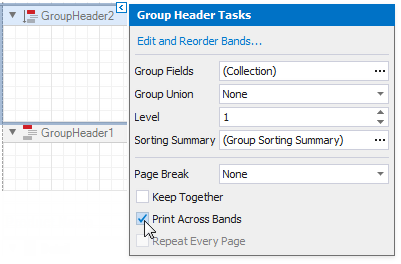 GroupHeader2
GroupHeader1
Group Header Tasks
Edit and Reorder Bands...
Group Fields (Collection)
Group Union None
Level 1
Sorting Summary (Group Sorting Summary)
Page Break None
Keep Together
Print Across Bands
Repeat Every Page